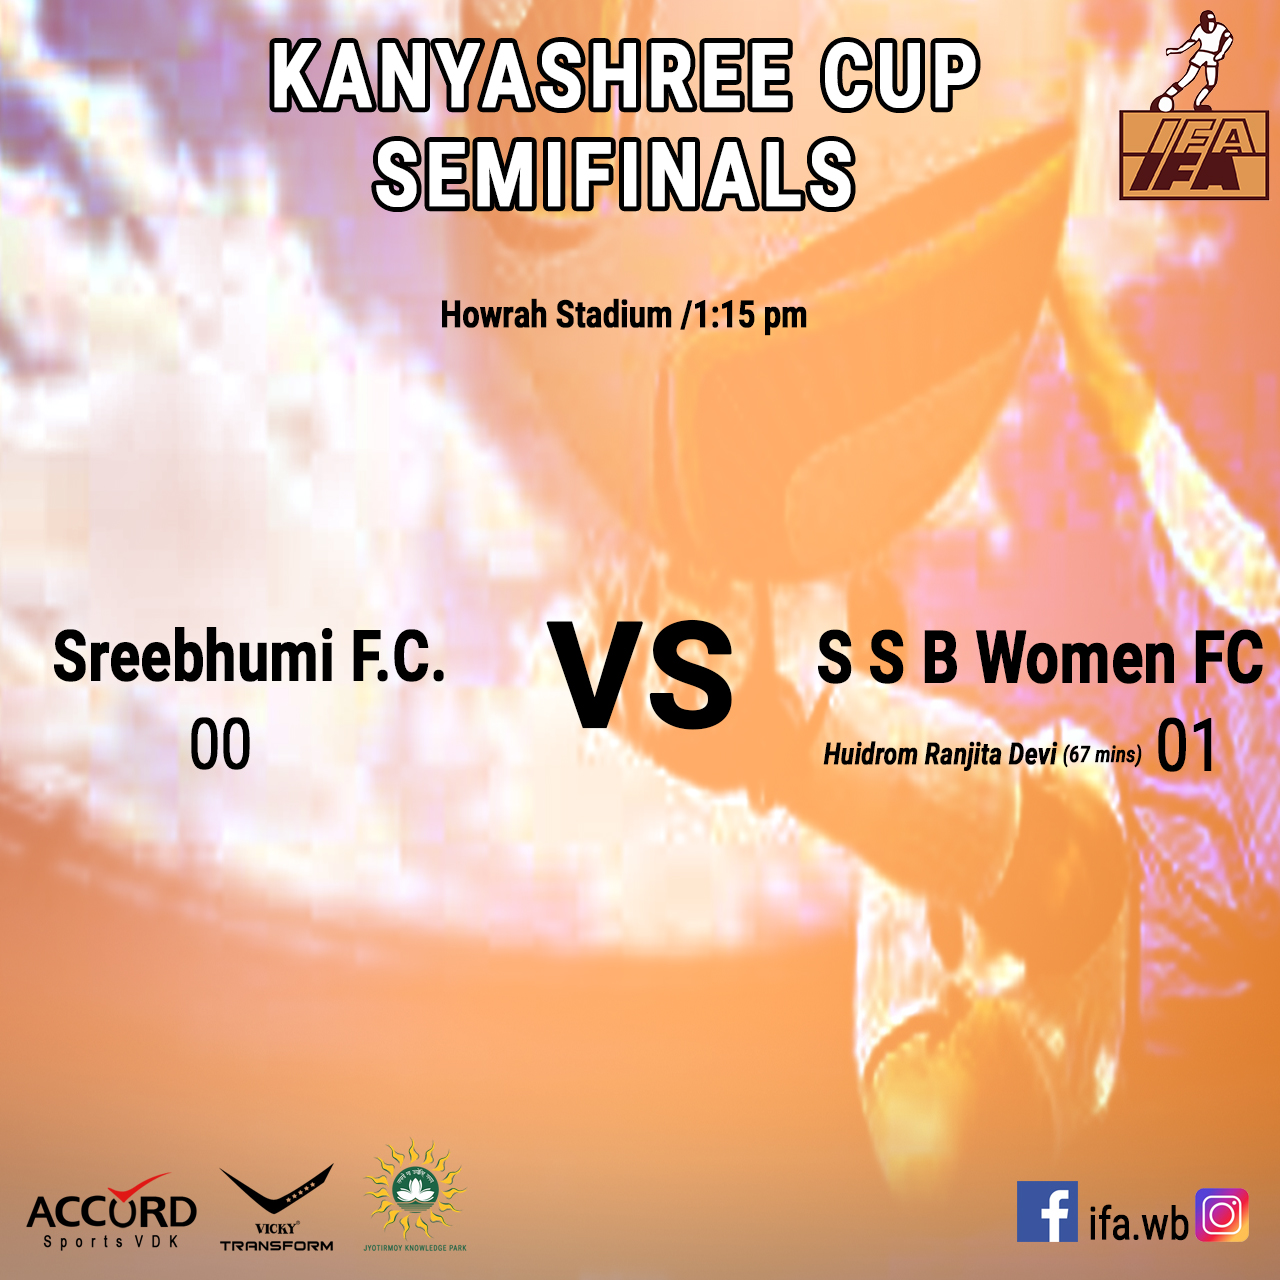 KANYASHREE CUP
SEMIFINALS
IFA
IFA
Howrah Stadium /1:15 pm
Sreebhumi F.C.
VS
S S B Women FC
00
Huidrom Ranjita Devi (67 mins) 01
ACCORD
Sports VDK
VICKY®
TRANSFORM
JYOTIRMOY KNOWLEDGE PARK
ifa.wb